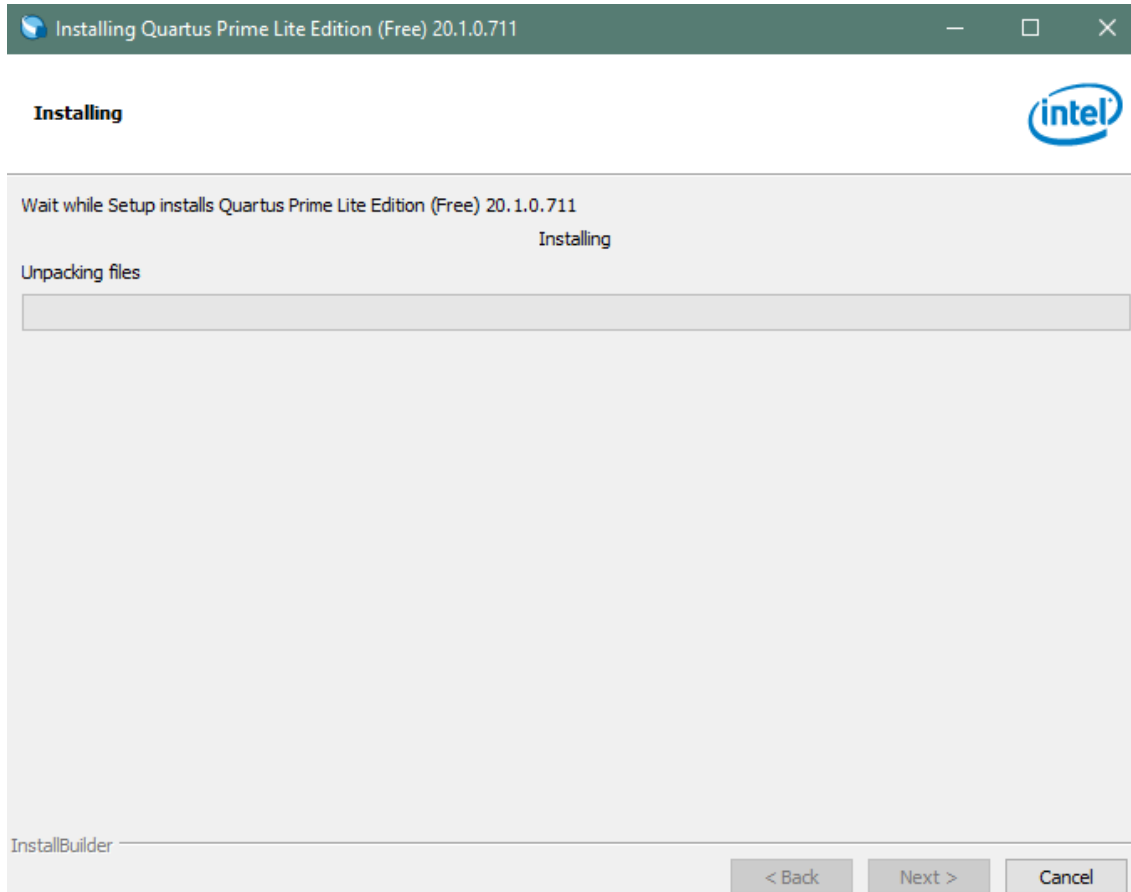 Installing Quartus Prime Lite Edition (Free) 20.1.0.711
Installing
intel
Wait while Setup installs Quartus Prime Lite Edition (Free) 20.1.0.711
Installing
Unpacking files
InstallBuilder
< Back Next > Cancel